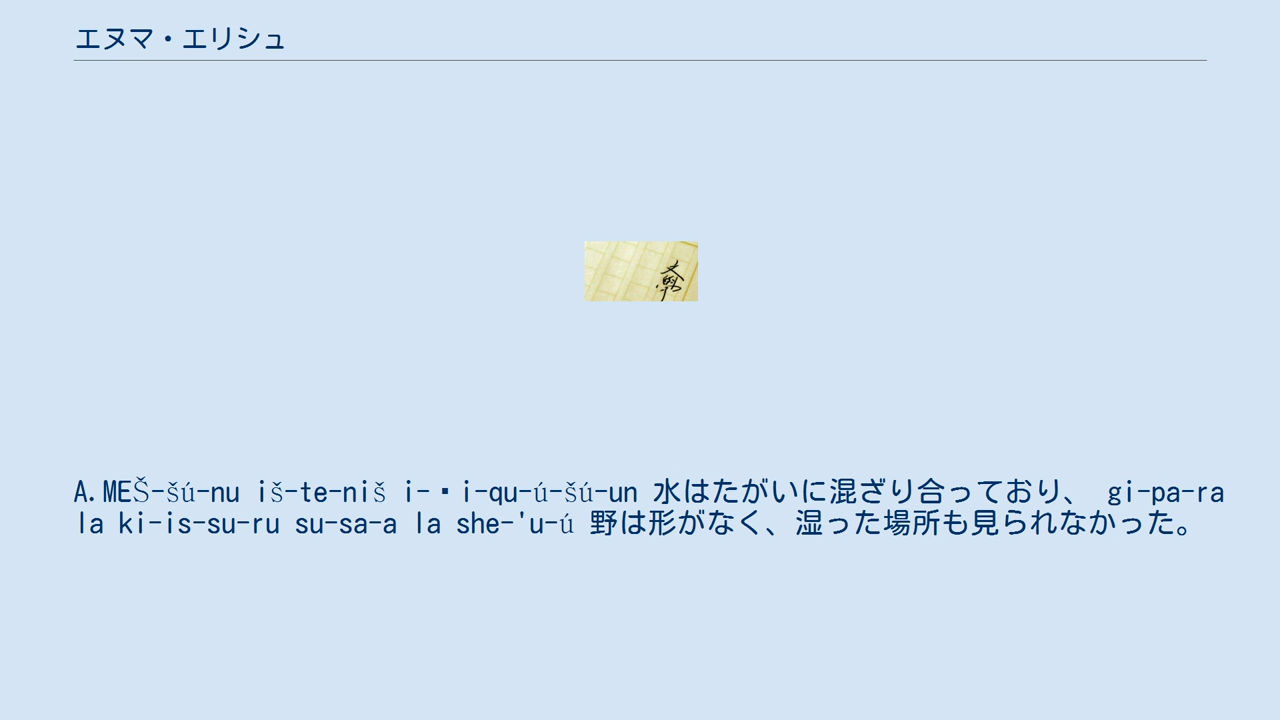 エヌマ・エリシュ
A.MEŠ-šú-nu iš-te-niš i-▪i-qu-ú-šú-un 水はたがいに混ざり合っており、 gi-pa-ra
la ki-is-su-ru su-sa-a la she-'u-ú 野は形がなく、湿った場所も見られなかった。